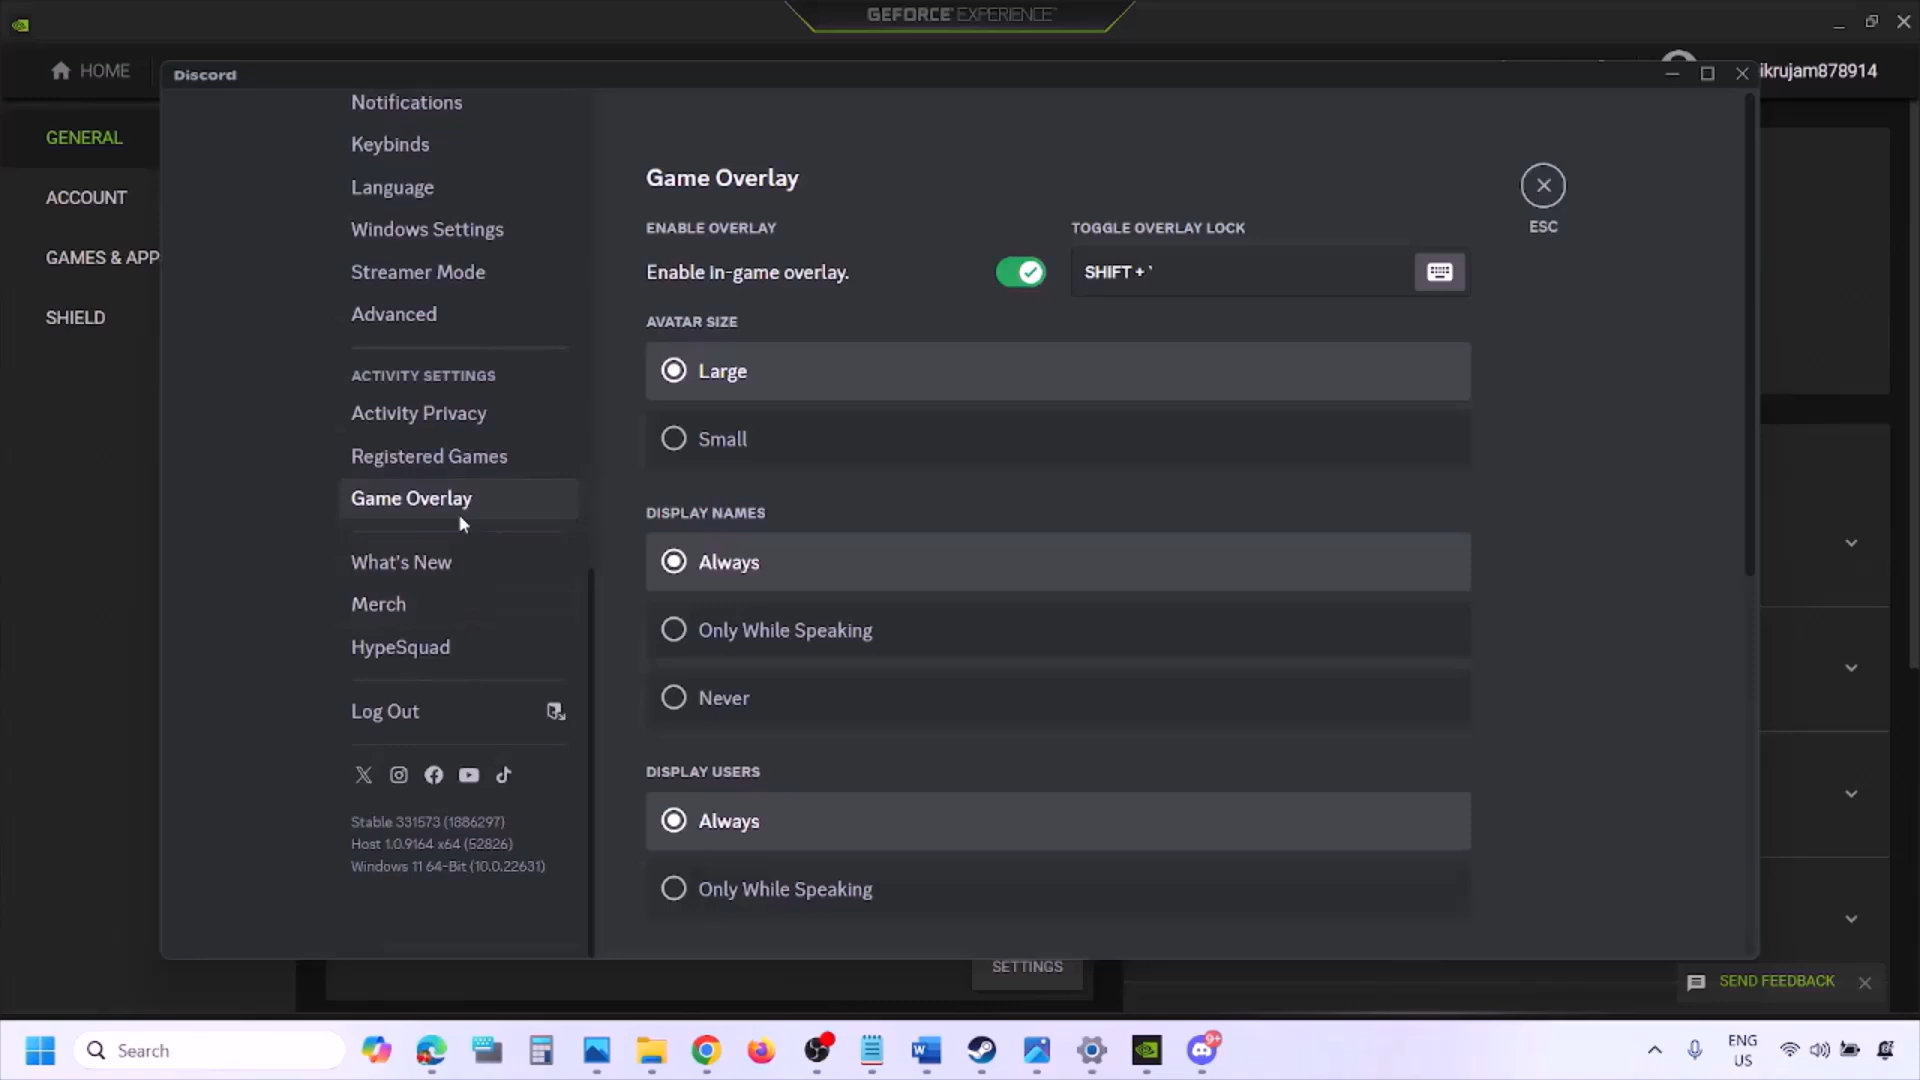 GEFORCE EXPERIENCE
HOME
ikrujam878914
GENERAL
ACCOUNT
GAMES & APP
SHIELD
Discord
Notifications
Keybinds
Language
Windows Settings
Streamer Mode
Advanced
ACTIVITY SETTINGS
Activity Privacy
Registered Games
Game Overlay
What's New
Merch
HypeSquad
Log Out
Stable 331573 (1886297)
Host 1.0.9164 x64 (52826)
Windows 11 64-Bit (10.0.22631)
Game Overlay
ESC
ENABLE OVERLAY
Enable in-game overlay.
TOGGLE OVERLAY LOCK
SHIFT + `
AVATAR SIZE
Large
Small
DISPLAY NAMES
Always
Only While Speaking
Never
DISPLAY USERS
Always
Only While Speaking
SETTINGS
SEND FEEDBACK
Search
9+
ENG
US